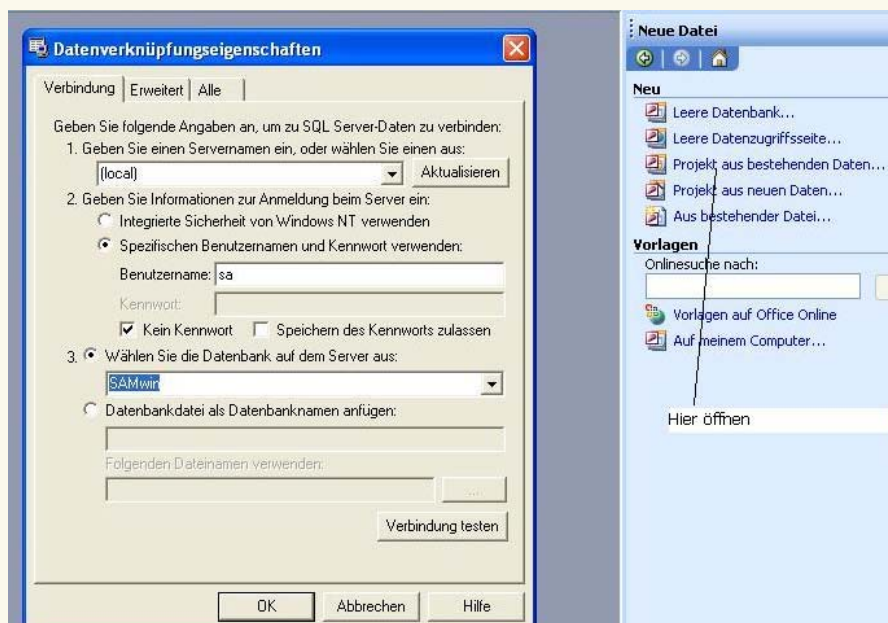 Datenverknüpfungseigenschaften
Verbindung Erweitert Alle
Geben Sie folgende Angaben an, um zu SQL Server-Daten zu verbinden:
1. Geben Sie einen Servernamen ein, oder wählen Sie einen aus:
(local) Aktualisieren
2. Geben Sie Informationen zur Anmeldung beim Server ein:
Integrierte Sicherheit von Windows NT verwenden
Spezifischen Benutzernamen und Kennwort verwenden:
Benutzername: sa
Kennwort:
Kein Kennwort Speichern des Kennworts zulassen
3. Wählen Sie die Datenbank auf dem Server aus:
SAMwin
Datenbankdatei als Datenbanknamen anfügen:
Folgenden Dateinamen verwenden:
...
Verbindung testen
OK Abbrechen Hilfe
Neue Datei
Neu
Leere Datenbank...
Leere Datenzugriffsseite...
Projekt aus bestehenden Daten...
Projekt aus neuen Daten...
Aus bestehender Datei...
Vorlagen
Onlinesuche nach:
Vorlagen auf Office Online
Auf meinem Computer...
Hier öffnen